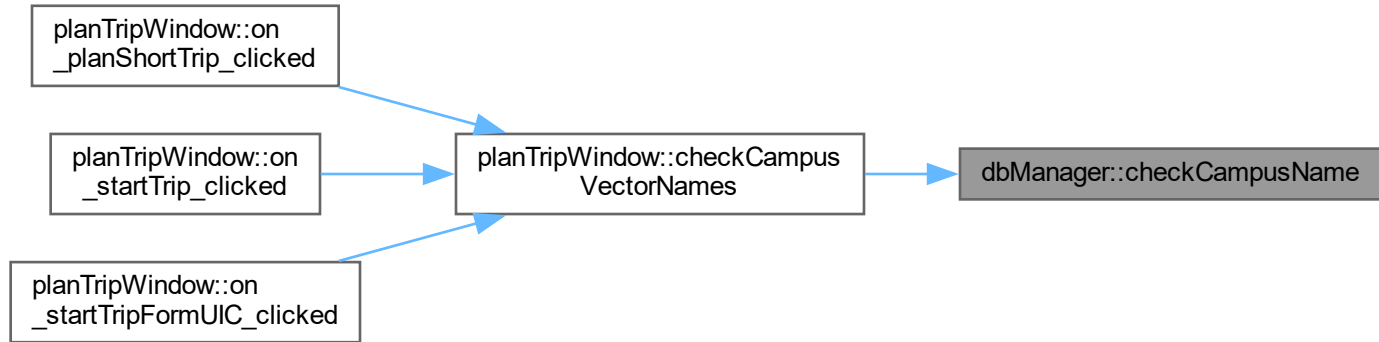 planTripWindow::on
_planShortTrip_clicked
planTripWindow::on
_startTrip_clicked
planTripWindow::on
_startTripFormUIC_clicked
planTripWindow::checkCampus
VectorNames
dbManager::checkCampusName